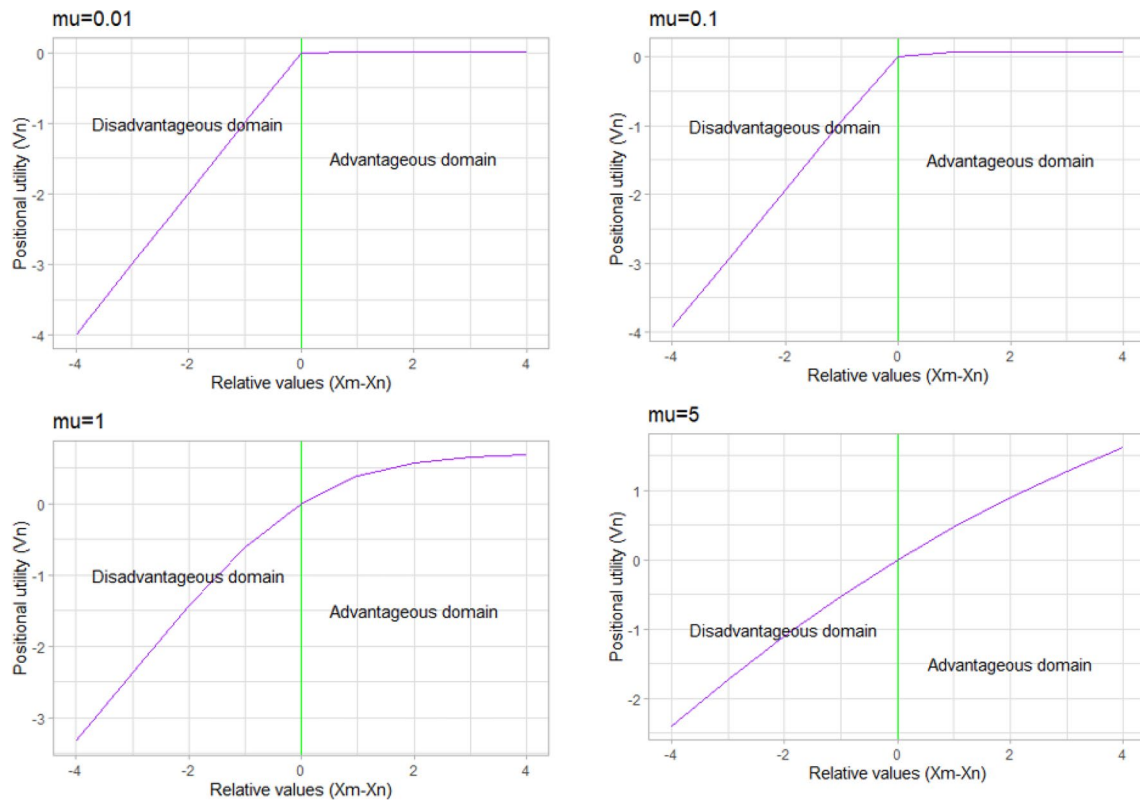 mu=0.01
0
-1
-2
-3
-4
Positional utility (Vn)
Disadvantageous domain
Advantageous domain
-4 -2 0 2 4
Relative values (Xm-Xn)
mu=0.1
0
-1
-2
-3
-4
Positional utility (Vn)
Disadvantageous domain
Advantageous domain
-4 -2 0 2 4
Relative values (Xm-Xn)
mu=1
0
-1
-2
-3
Positional utility (Vn)
Disadvantageous domain
Advantageous domain
-4 -2 0 2 4
Relative values (Xm-Xn)
mu=5
1
0
-1
-2
Positional utility (Vn)
Disadvantageous domain
Advantageous domain
-4 -2 0 2 4
Relative values (Xm-Xn)